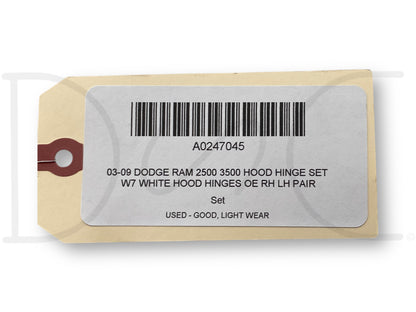 A0247045
03-09 DODGE RAM 2500 3500 HOOD HINGE SET
W7 WHITE HOOD HINGES OE RH LH PAIR
Set
USED - GOOD, LIGHT WEAR